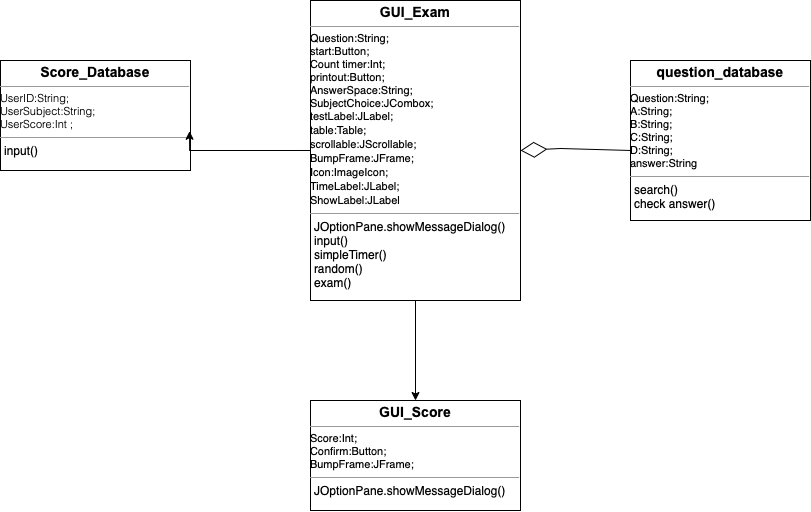 GUI_Exam
Question:String;
start:Button;
Count timer:Int;
printout:Button;
AnswerSpace:String;
SubjectChoice:JCombox;
testLabel:JLabel;
table:Table;
scrollable:JScrollable;
BumpFrame:JFrame;
Icon:ImageIcon;
TimeLabel:JLabel;
ShowLabel:JLabel
JOptionPane.showMessageDialog()
input()
simpleTimer()
random()
exam()
Score_Database
UserID:String;
UserSubject:String;
UserScore:Int ;
input()
question_database
Question:String;
A:String;
B:String;
C:String;
D:String;
answer:String
search()
check answer()
GUI_Score
Score:Int;
Confirm:Button;
BumpFrame:JFrame;
JOptionPane.showMessageDialog()